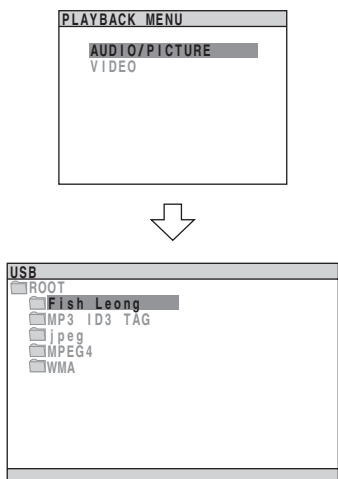 PLAYBACK MENU
AUDIO/PICTURE
VIDEO
USB
ROOT
Fish Leong
MP3 ID3 TAG
jpeg
MPEG4
WMA